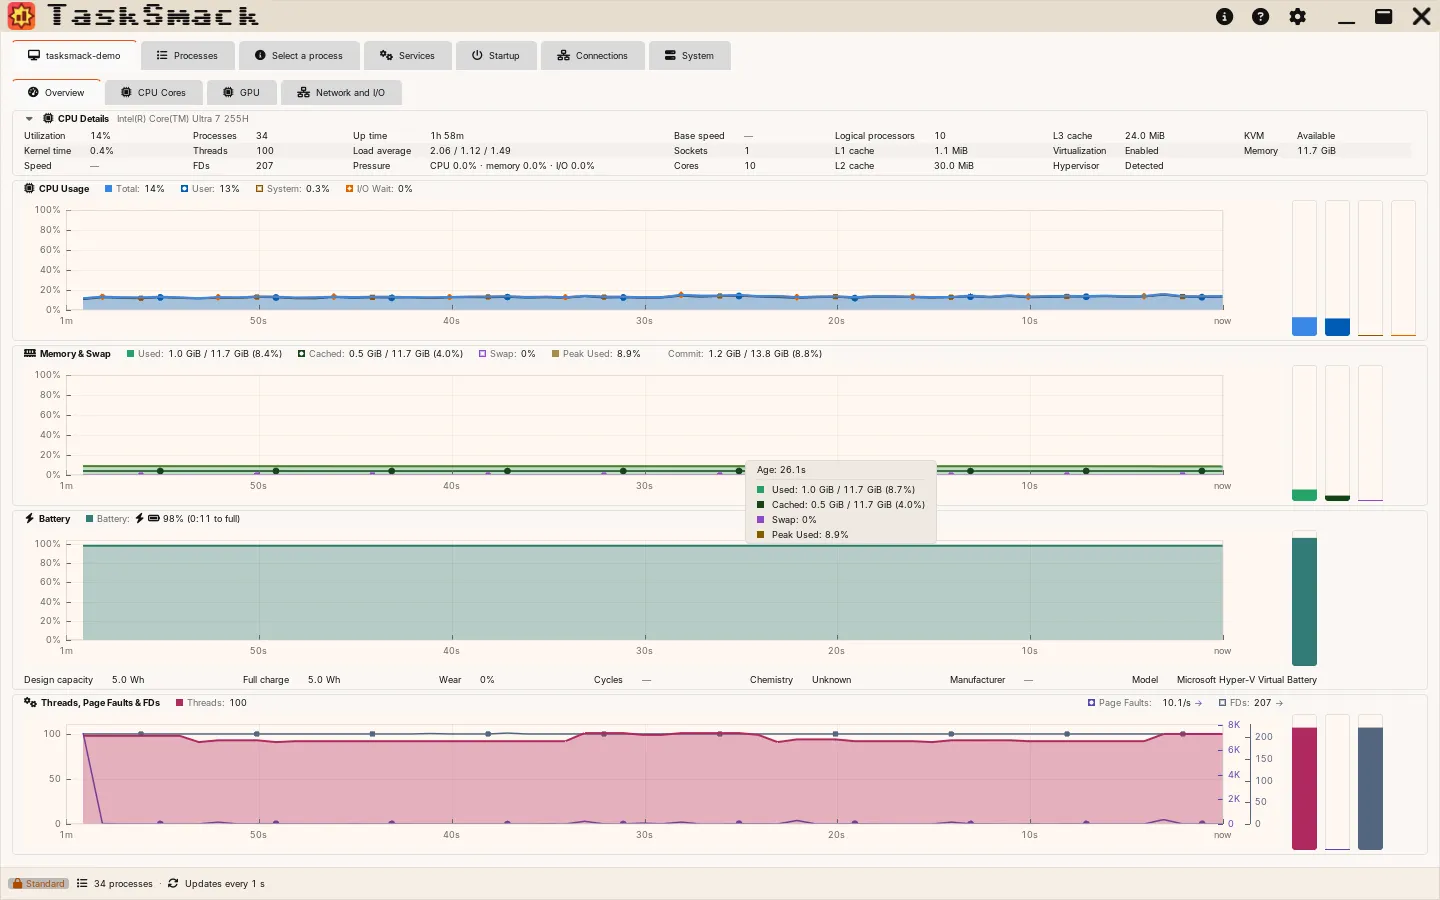 TaskSmack
tasksmack-demo Processes Select a process Services Startup Connections System
Overview CPU Cores GPU Network and I/O
CPU Details Intel(R) Core(TM) Ultra 7 255H
Utilization 14% Processes 34 Up time 1h 58m Base speed — Logical processors 10 L3 cache 24.0 MiB KVM Available
Kernel time 0.4% Threads 100 Load average 2.06 / 1.12 / 1.49 Sockets 1 L1 cache 1.1 MiB Virtualization Enabled Memory 11.7 GiB
Speed — FDs 207 Pressure CPU 0.0% · memory 0.0% · I/O 0.0% Cores 10 L2 cache 30.0 MiB Hypervisor Detected
CPU Usage Total: 14% User: 13% System: 0.3% I/O Wait: 0%
100%
80%
60%
40%
20%
0%
1m 50s 40s 30s 20s 10s now
Memory & Swap Used: 1.0 GiB / 11.7 GiB (8.4%) Cached: 0.5 GiB / 11.7 GiB (4.0%) Swap: 0% Peak Used: 8.9% Commit: 1.2 GiB / 13.8 GiB (8.8%)
100%
80%
60%
40%
20%
0%
1m 50s 40s 30s 20s 10s now
Age: 26.1s
Used: 1.0 GiB / 11.7 GiB (8.7%)
Cached: 0.5 GiB / 11.7 GiB (4.0%)
Swap: 0%
Peak Used: 8.9%
Battery Battery: 98% (0:11 to full)
100%
80%
60%
40%
20%
0%
1m 50s 40s 30s 20s 10s now
Design capacity 5.0 Wh Full charge 5.0 Wh Wear 0% Cycles — Chemistry Unknown Manufacturer — Model Microsoft Hyper-V Virtual Battery
Threads, Page Faults & FDs Threads: 100 Page Faults: 10.1/s → FDs: 207 →
100 8K 200
6K 150
50 4K 100
2K 50
0 0 0
1m 50s 40s 30s 20s 10s now
Standard 34 processes · Updates every 1 s